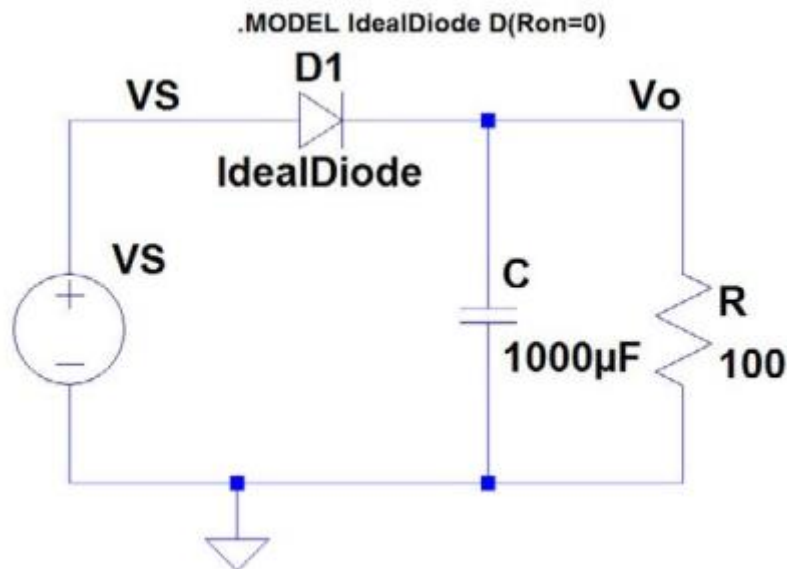 .MODEL IdealDiode D(Ron=0)
D1
VS
Vo
IdealDiode
VS
C
R
1000µF
100